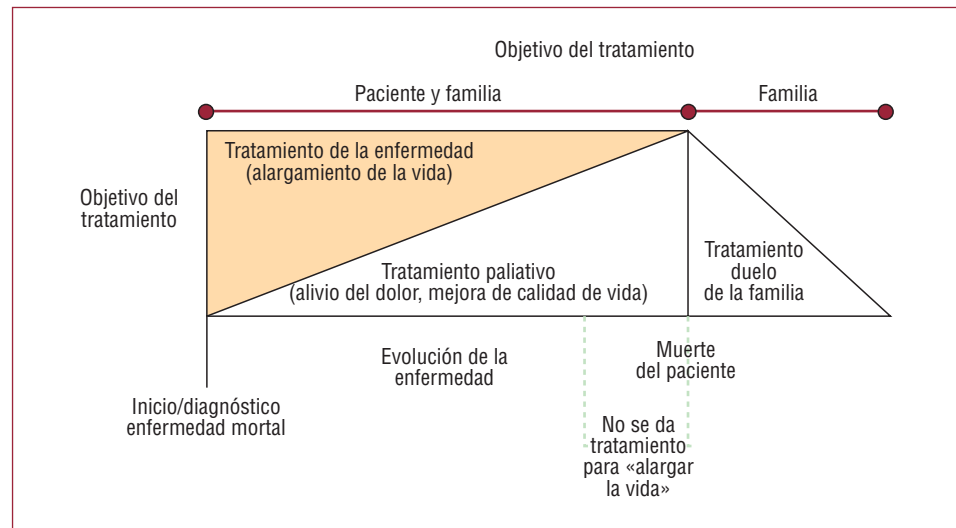 Objetivo del tratamiento
Paciente y familia
Familia
Tratamiento de la enfermedad
(alargamiento de la vida)
Objetivo del
tratamiento
Tratamiento paliativo
(alivio del dolor, mejora de calidad de vida)
Tratamiento
duelo
de la familia
Evolución de la
enfermedad
Muerte
del paciente
Inicio/diagnóstico
enfermedad mortal
No se da
tratamiento
para «alargar
la vida»